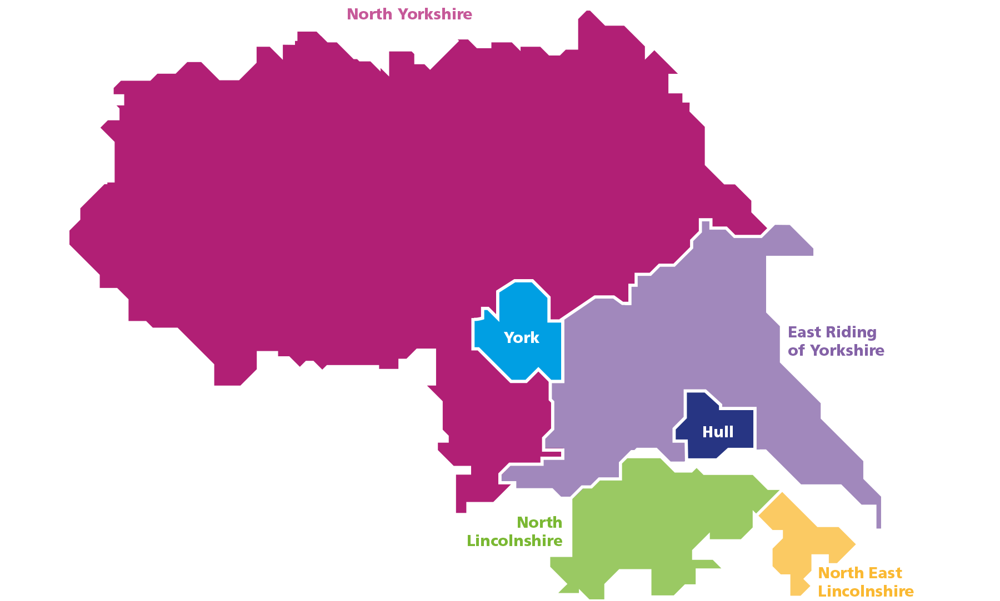 North Yorkshire
York
East Riding
of Yorkshire
Hull
North
Lincolnshire
North East
Lincolnshire